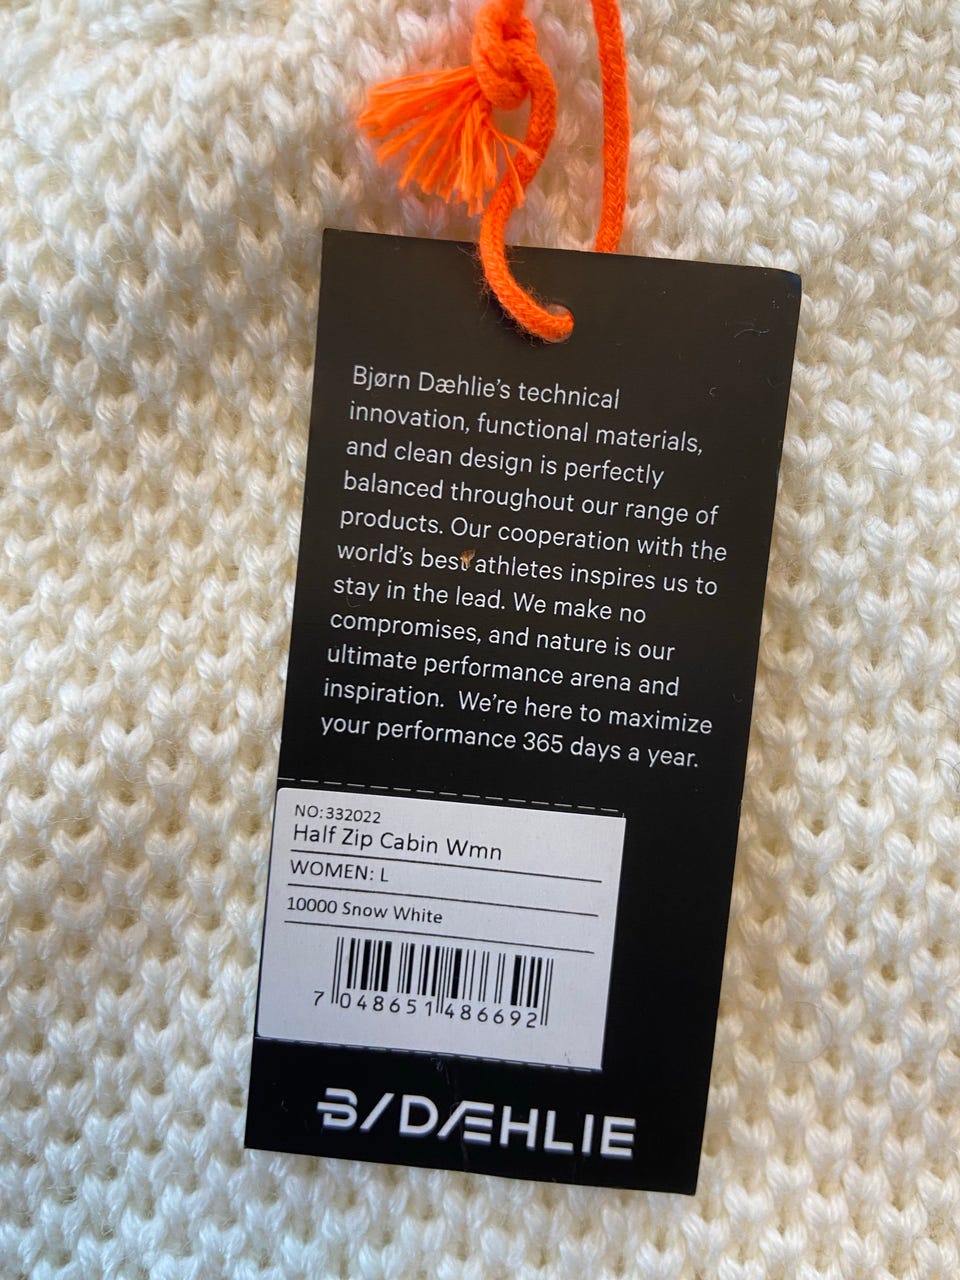 Bjørn Dæhlie's technical
innovation, functional materials,
and clean design is perfectly
balanced throughout our range of
products. Our cooperation with the
world's best athletes inspires us to
stay in the lead. We make no
compromises, and nature is our
ultimate performance arena and
inspiration.  We're here to maximize
your performance 365 days a year.
NO:332022
Half Zip Cabin Wmn
WOMEN: L
10000 Snow White
7 048651 486692
B/DÆHLIE